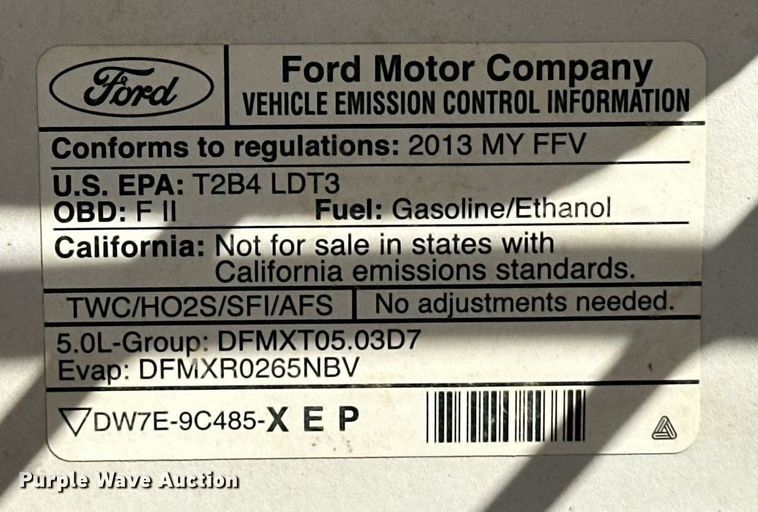 Ford
Ford Motor Company
VEHICLE EMISSION CONTROL INFORMATION
Conforms to regulations: 2013 MY FFV
U.S. EPA: T2B4 LDT3
OBD: F II Fuel: Gasoline/Ethanol
California: Not for sale in states with
California emissions standards.
TWC/HO2S/SFI/AFS No adjustments needed.
5.0L-Group: DFMXT05.03D7
Evap: DFMXR0265NBV
DW7E-9C485-XEP
Purple Wave Auction